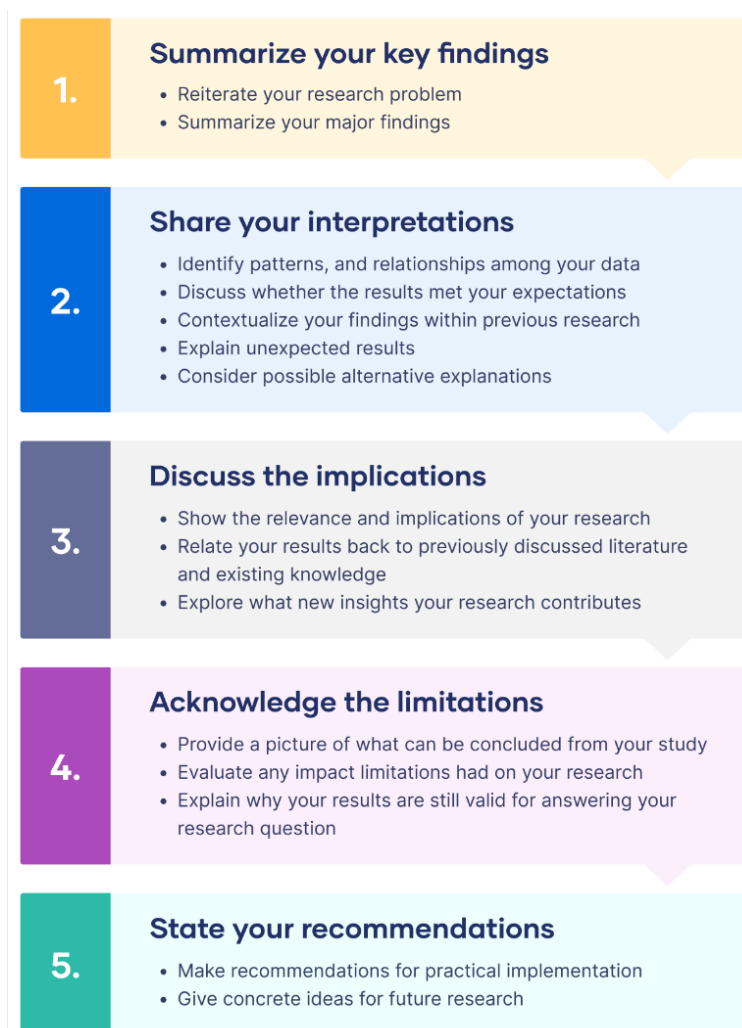 1.
Summarize your key findings
• Reiterate your research problem
• Summarize your major findings
2.
Share your interpretations
• Identify patterns, and relationships among your data
• Discuss whether the results met your expectations
• Contextualize your findings within previous research
• Explain unexpected results
• Consider possible alternative explanations
3.
Discuss the implications
• Show the relevance and implications of your research
• Relate your results back to previously discussed literature
and existing knowledge
• Explore what new insights your research contributes
4.
Acknowledge the limitations
• Provide a picture of what can be concluded from your study
• Evaluate any impact limitations had on your research
• Explain why your results are still valid for answering your
research question
5.
State your recommendations
• Make recommendations for practical implementation
• Give concrete ideas for future research